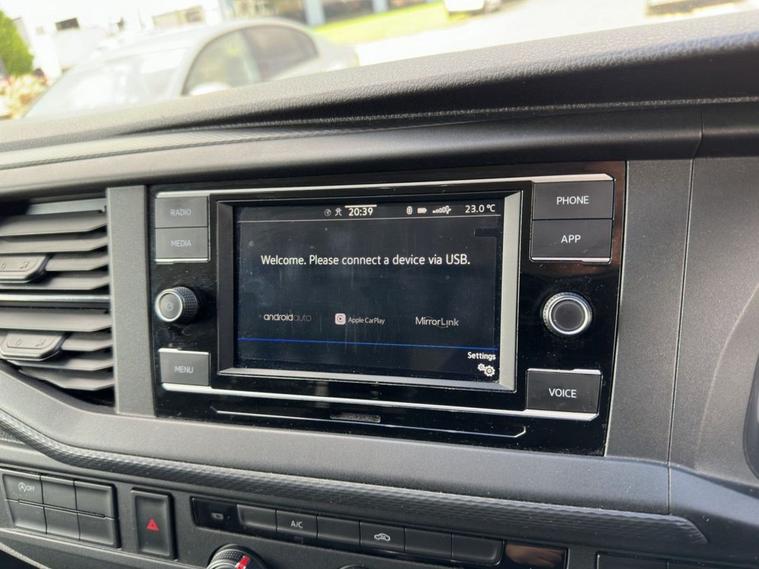 RADIO
MEDIA
MENU
20:39
23.0 °C
Welcome. Please connect a device via USB.
androidauto
Apple CarPlay
MirrorLink
Settings
PHONE
APP
VOICE
OFF
A/C